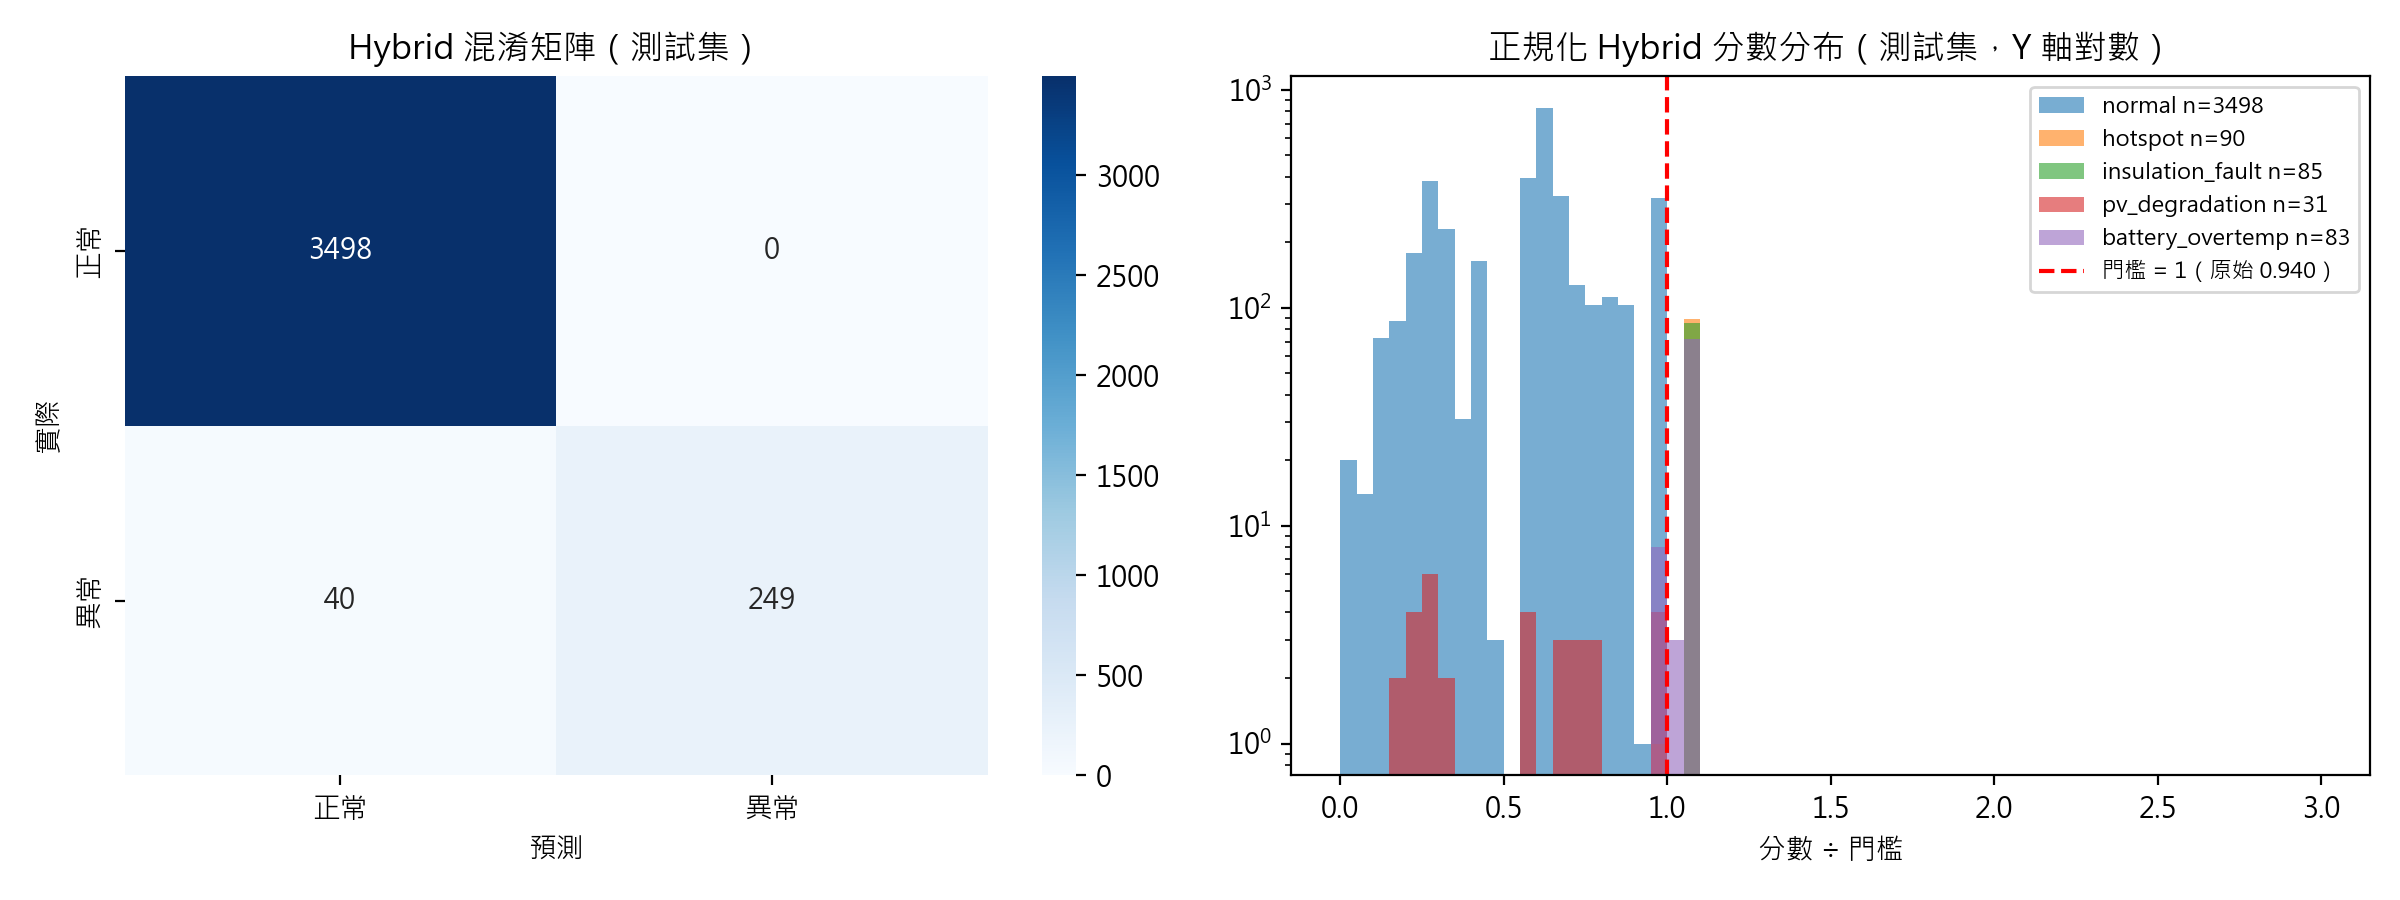 Hybrid 混淆矩陣（測試集）
正常
異常
實際
3498
0
40
249
正常
異常
預測
3000
2500
2000
1500
1000
500
0
正規化 Hybrid 分數分布（測試集，Y 軸對數）
10³
10²
10¹
10⁰
normal n=3498
hotspot n=90
insulation_fault n=85
pv_degradation n=31
battery_overtemp n=83
門檻 = 1（原始 0.940）
0.0
0.5
1.0
1.5
2.0
2.5
3.0
分數 ÷ 門檻